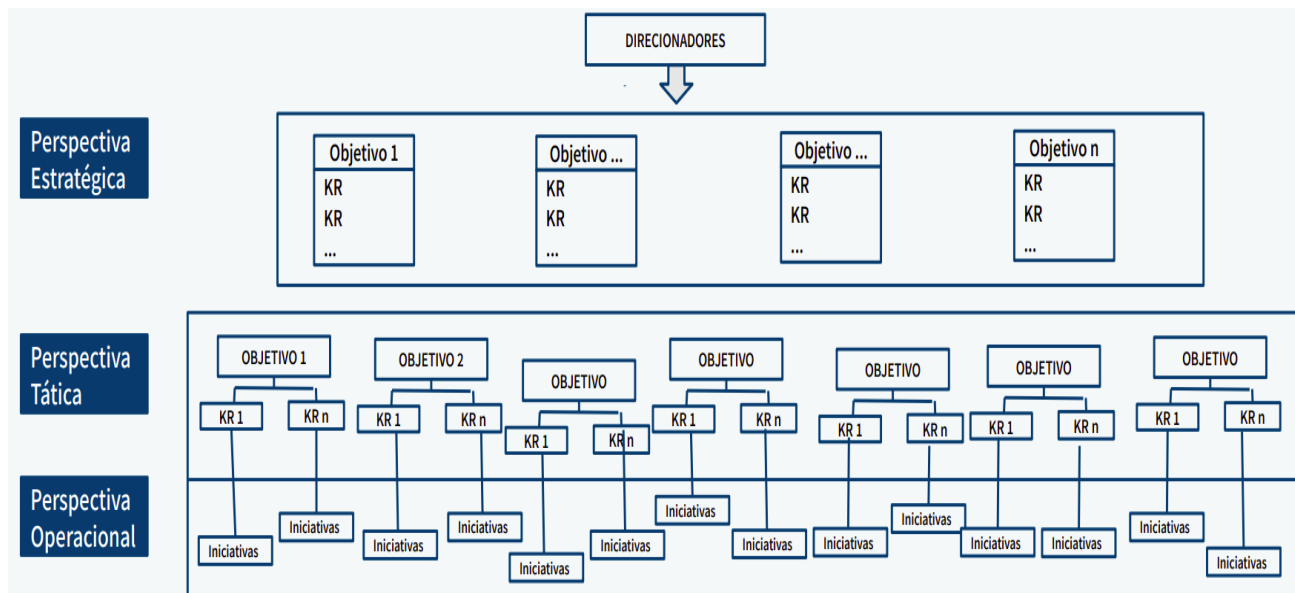 DIRECIONADORES
Perspectiva
Estratégica
Objetivo 1
KR
KR
...
Objetivo ...
KR
KR
...
Objetivo ...
KR
KR
...
Objetivo n
KR
KR
...
Perspectiva
Tática
OBJETIVO 1
KR 1
KR n
OBJETIVO 2
KR 1
KR n
OBJETIVO
KR 1
KR n
OBJETIVO
KR 1
KR n
OBJETIVO
KR 1
KR n
OBJETIVO
KR 1
KR n
OBJETIVO
KR 1
KR n
Perspectiva
Operacional
Iniciativas
Iniciativas
Iniciativas
Iniciativas
Iniciativas
Iniciativas
Iniciativas
Iniciativas
Iniciativas
Iniciativas
Iniciativas
Iniciativas
Iniciativas
Iniciativas